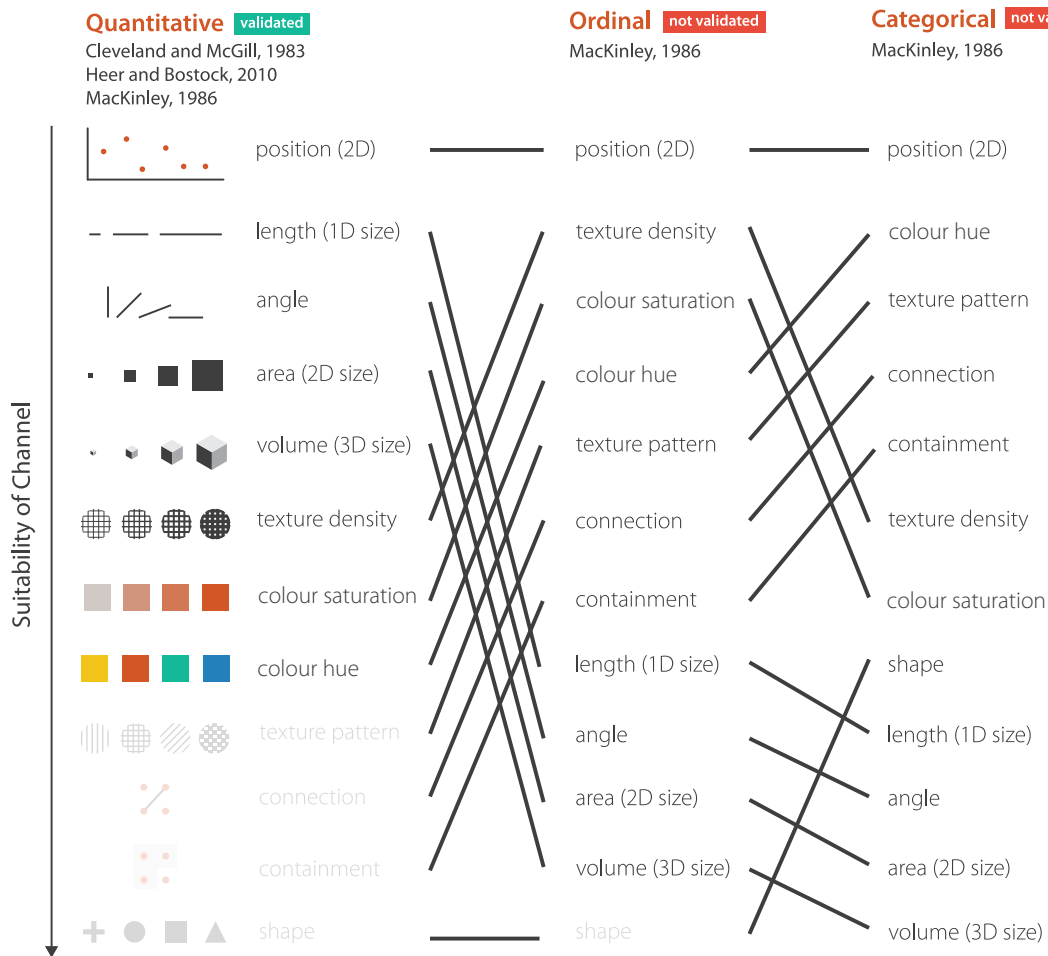 Quantitative validated
Cleveland and McGill, 1983
Heer and Bostock, 2010
MacKinley, 1986
Ordinal not validated
MacKinley, 1986
Categorical not va
MacKinley, 1986
Suitability of Channel
position (2D) position (2D) position (2D)
length (1D size) texture density colour hue
angle colour saturation texture pattern
area (2D size) colour hue connection
volume (3D size) texture pattern containment
texture density connection texture density
colour saturation containment colour saturation
colour hue length (1D size) shape
texture pattern angle length (1D size)
connection area (2D size) angle
containment volume (3D size) area (2D size)
shape shape volume (3D size)